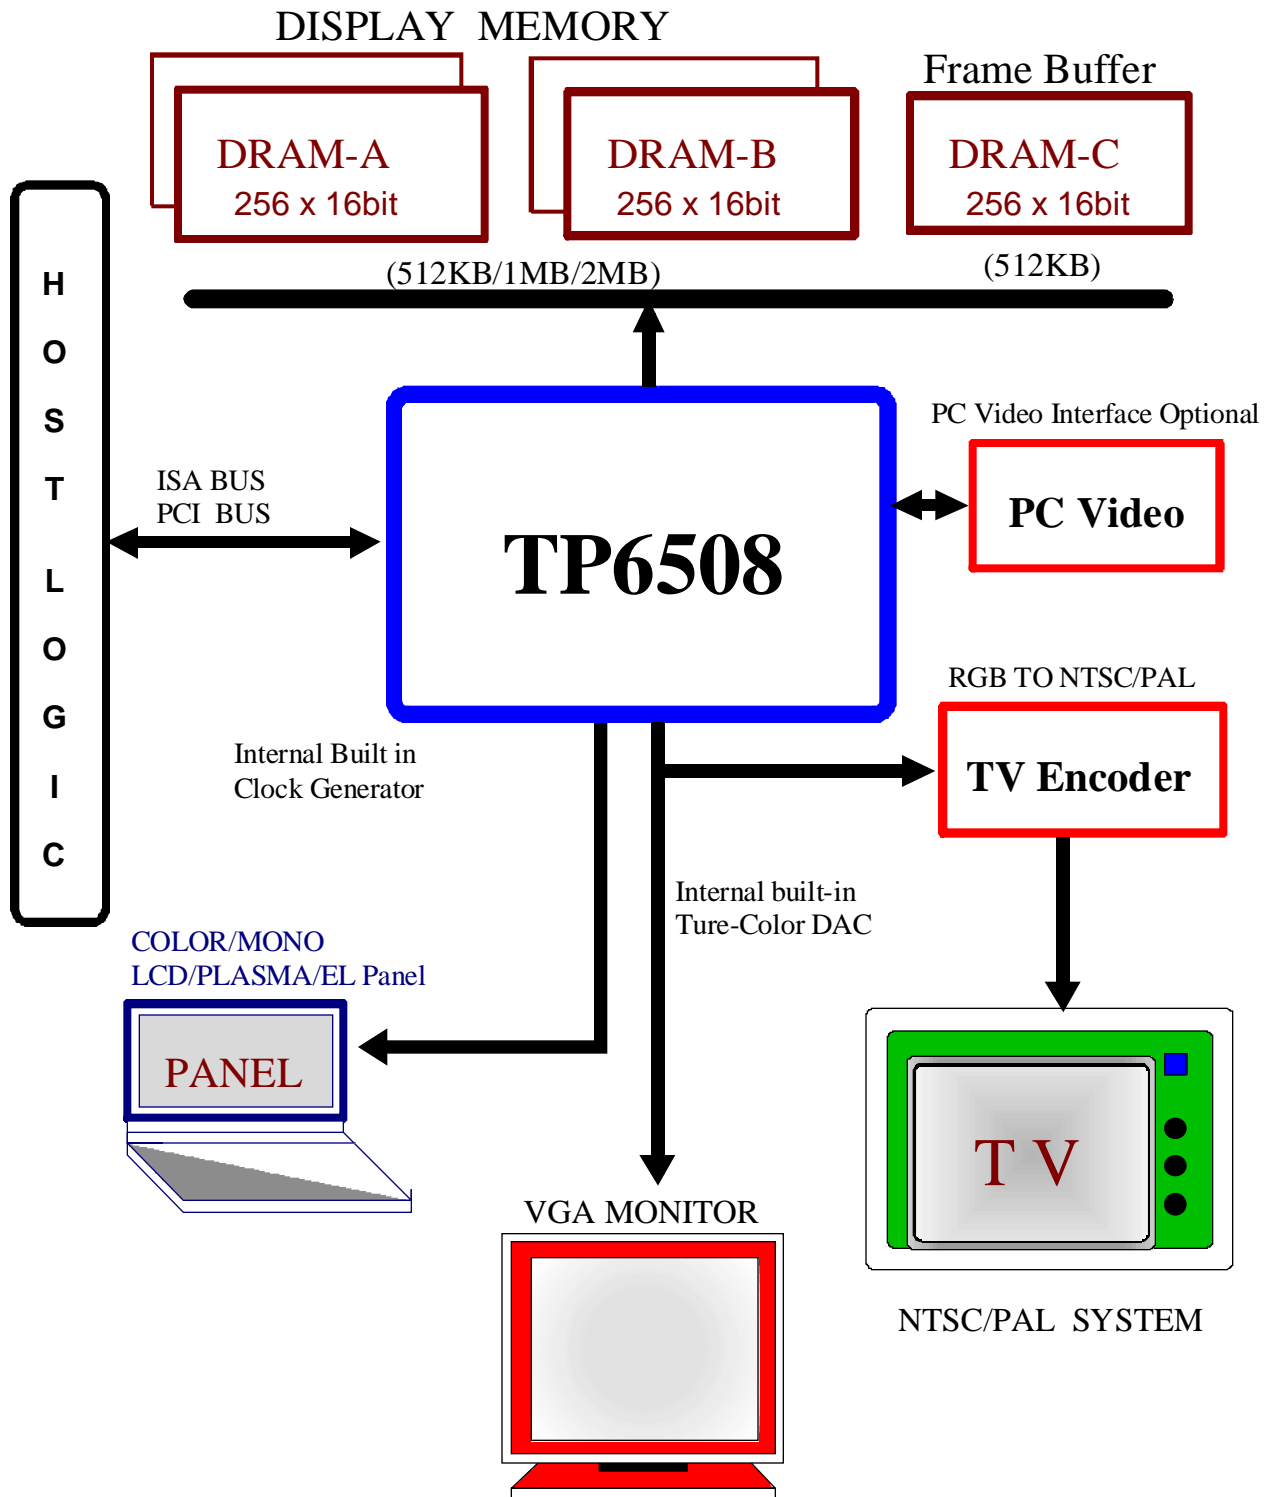 DISPLAY MEMORY
Frame Buffer
DRAM-A
256 x 16bit
DRAM-B
256 x 16bit
DRAM-C
256 x 16bit
(512KB/1MB/2MB)
(512KB)
HOST LOGIC
ISA BUS
PCI BUS
TP6508
PC Video Interface Optional
PC Video
RGB TO NTSC/PAL
TV Encoder
Internal Built in
Clock Generator
Internal built-in
Ture-Color DAC
COLOR/MONO
LCD/PLASMA/EL Panel
PANEL
TV
VGA MONITOR
NTSC/PAL SYSTEM